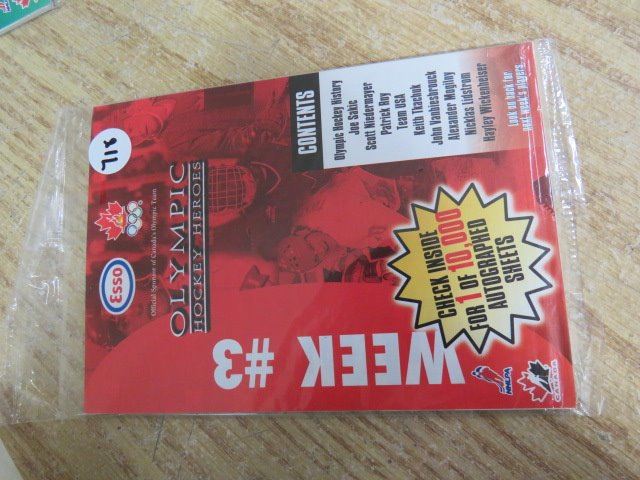 716
Esso
Official Sponsor of Canada's Olympic Team
OLYMPIC
HOCKEY HEROES
WEEK #3
CONTENTS
Olympic Hockey History
Joe Sakic
Scott Niedermayer
Patrick Roy
Team USA
Keith Tkachuk
John Vanbiesbrouck
Alexander Mogilny
Nicklas Lidstrom
Hayley Wickenheiser
Look on back for
next week's players
CHECK INSIDE
FOR 1 OF 10,000
AUTOGRAPHED
SHEETS
NHLPA
CANADA